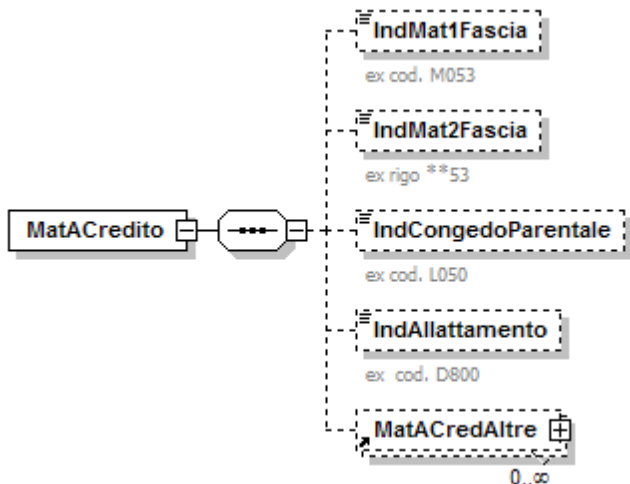 IndMat1Fascia
ex cod. M053
IndMat2Fascia
ex rigo **53
MatACredito
IndCongedoParentale
ex cod. L050
IndAllattamento
ex cod. D800
MatACredAltre
0..∞